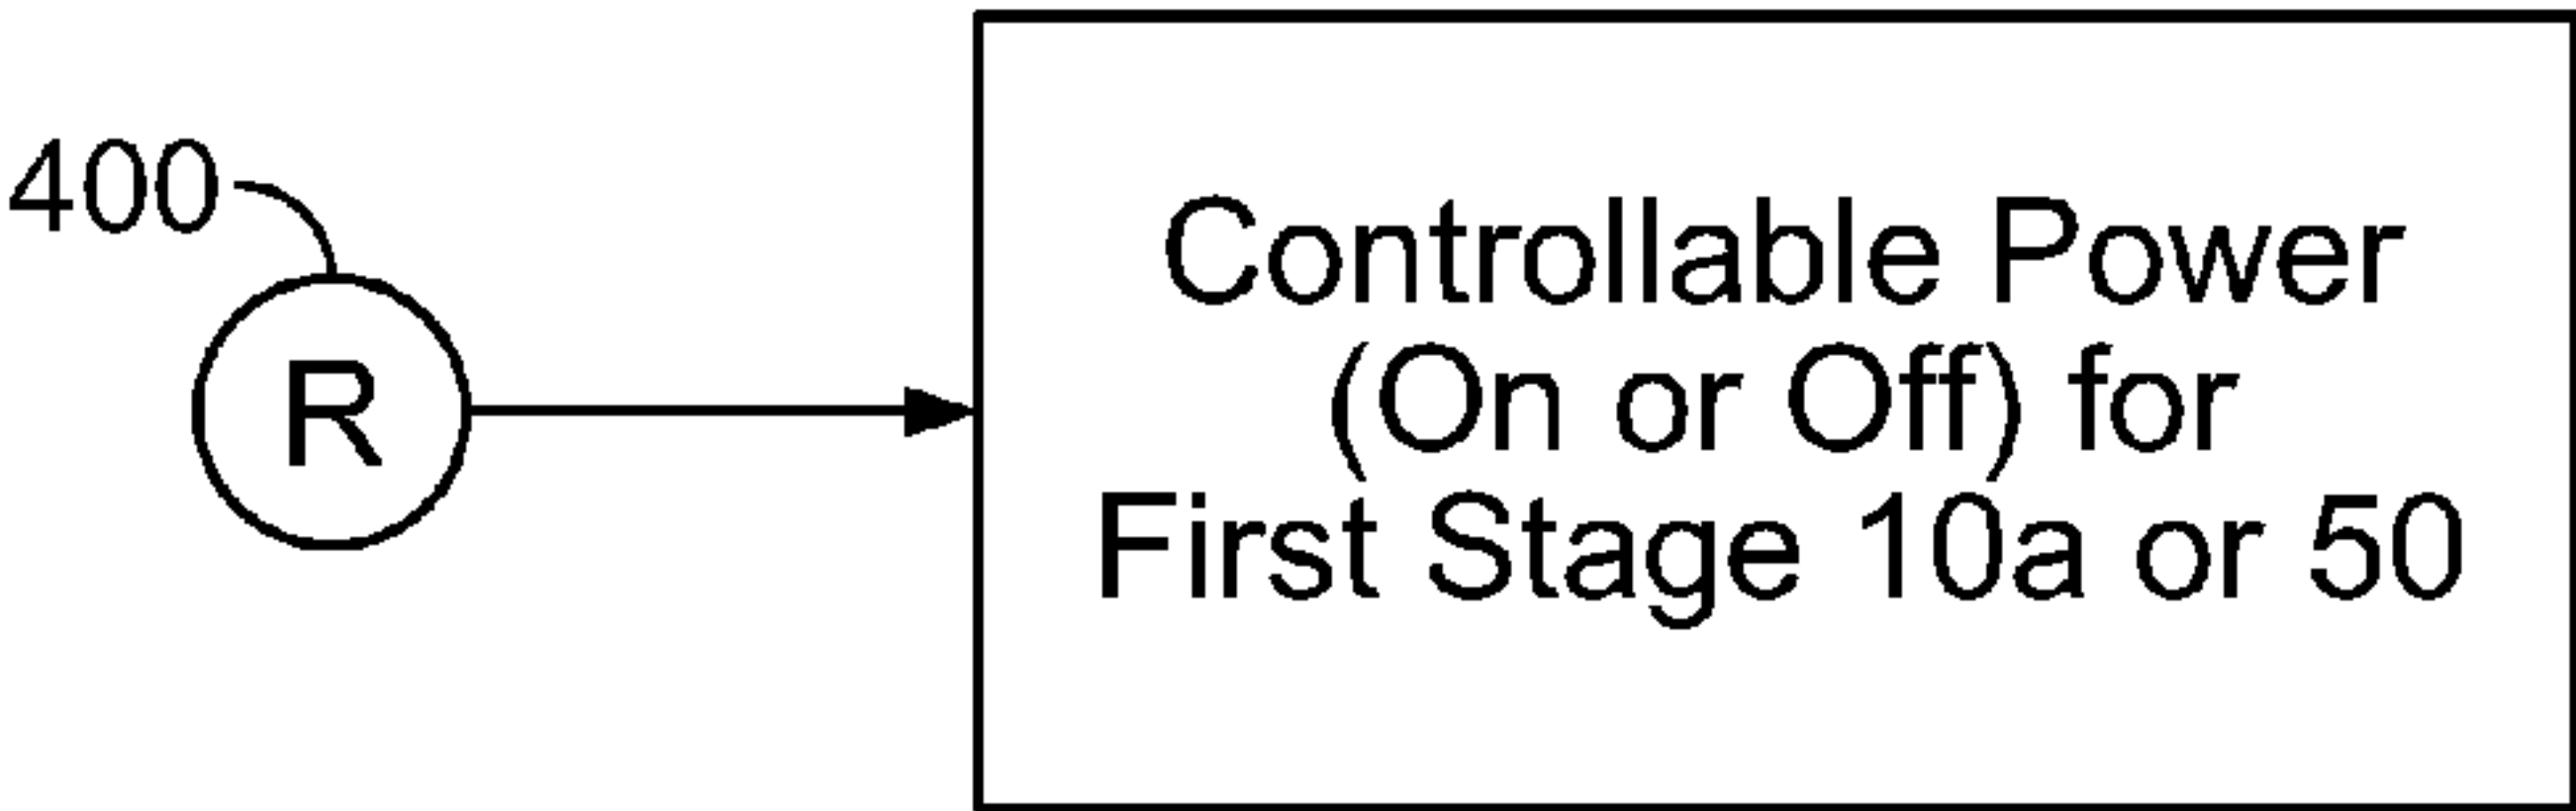 400
R
Controllable Power
(On or Off) for
First Stage 10a or 50